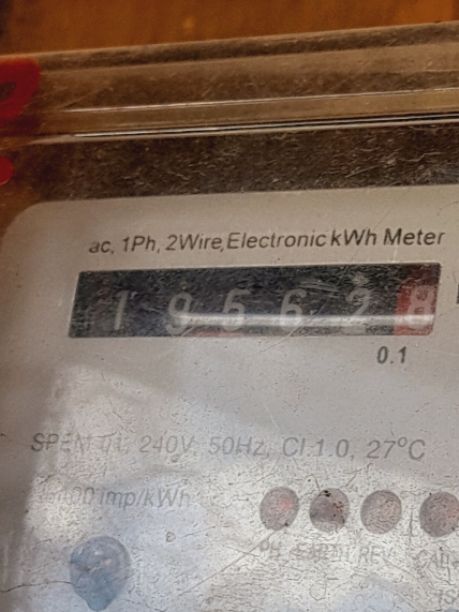 ac, 1Ph, 2Wire, Electronic kWh Meter
1 9 5 6 2 8
0.1
240V, 50Hz, Cl 1.0, 27°C
imp/kWh
REV